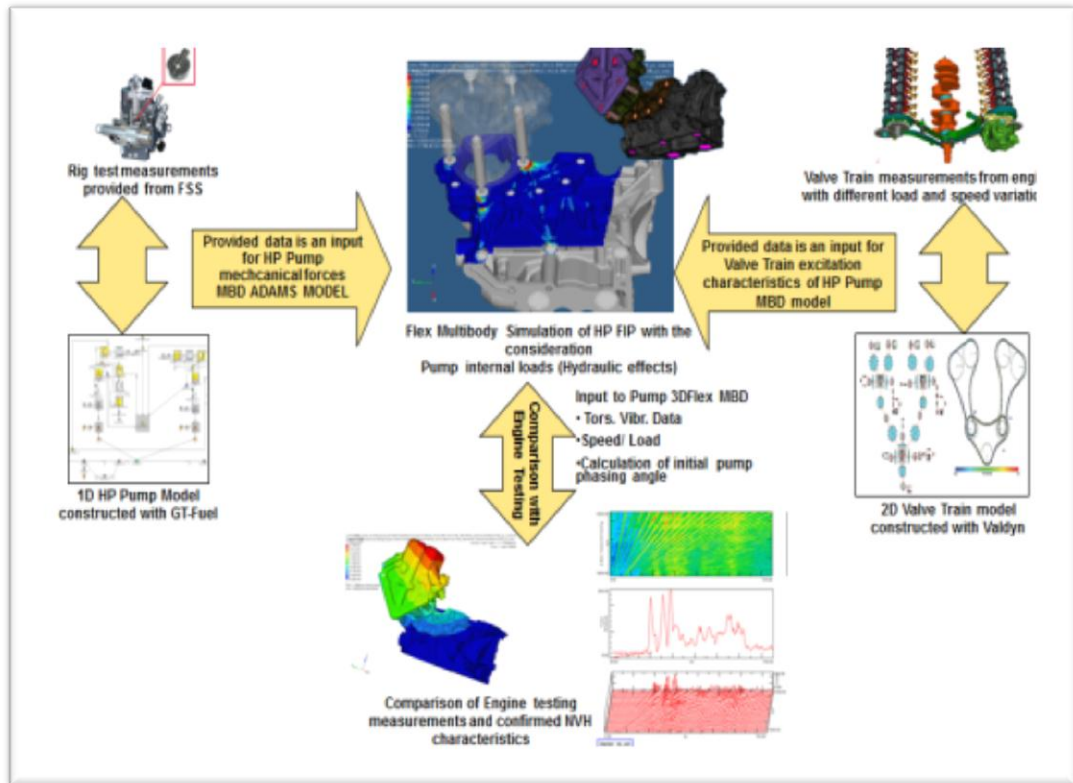 Rig test measurements
provided from FSS
Provided data is an input
for HP Pump
mechcanical forces
MBD ADAMS MODEL
1D HP Pump Model
constructed with GT-Fuel
Flex Multibody Simulation of HP FIP with the
consideration
Pump internal loads (Hydraulic effects)
Valve Train measurements from engi
with different load and speed variatic
Provided data is an input for
Valve Train excitation
characteristics of HP Pump
MBD model
2D Valve Train model
constructed with Valdyn
Comparison with
Engine Testing
Input to Pump 3DFlex MBD
• Tors. Vibr. Data
•Speed/ Load
•Calculation of initial pump
phasing angle
Comparison of Engine testing
measurements and confirmed NVH
characteristics